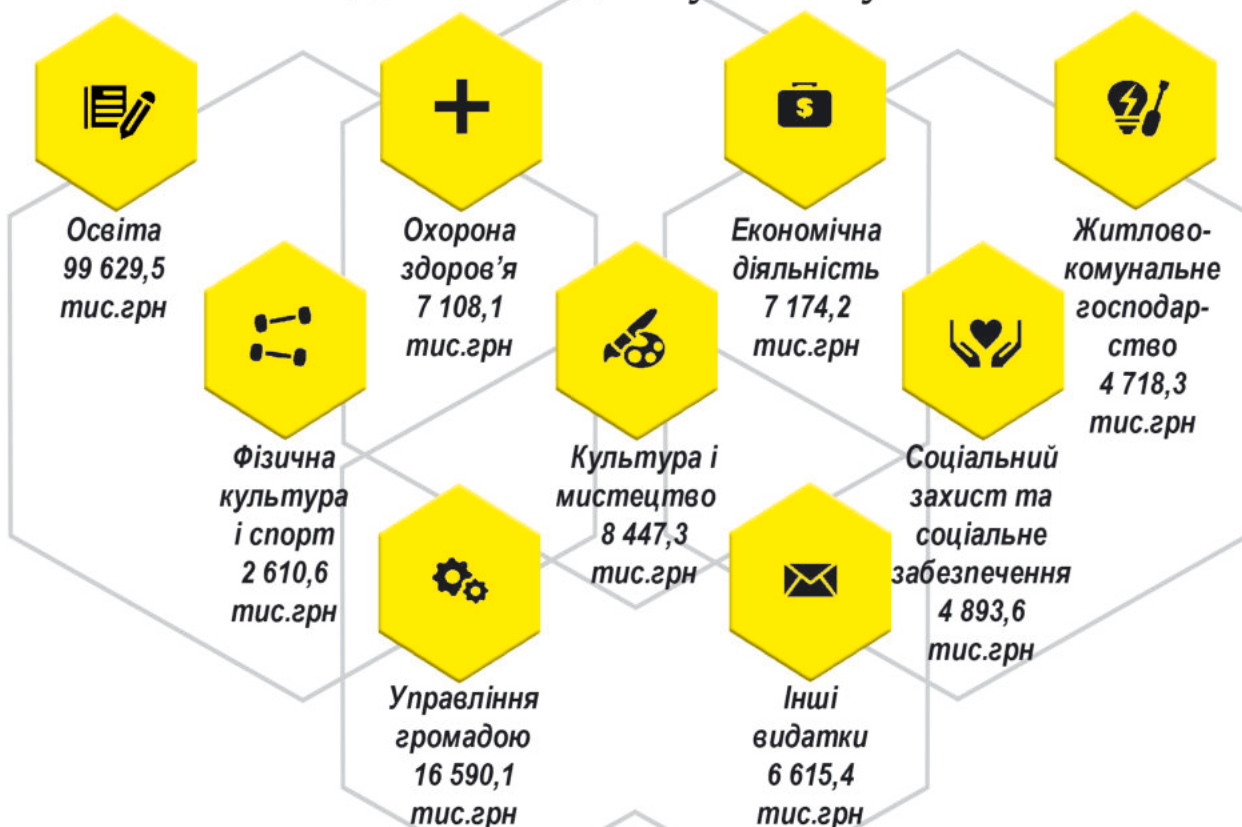 Освіта
99 629,5
тис.грн
Охорона
здоров’я
7 108,1
тис.грн
Економічна
діяльність
7 174,2
тис.грн
Житлово-
комунальне
господар-
ство
4 718,3
тис.грн
Фізична
культура
і спорт
2 610,6
тис.грн
Культура і
мистецтво
8 447,3
тис.грн
Соціальний
захист та
соціальне
забезпечення
4 893,6
тис.грн
Управління
громадою
16 590,1
тис.грн
Інші
видатки
6 615,4
тис.грн